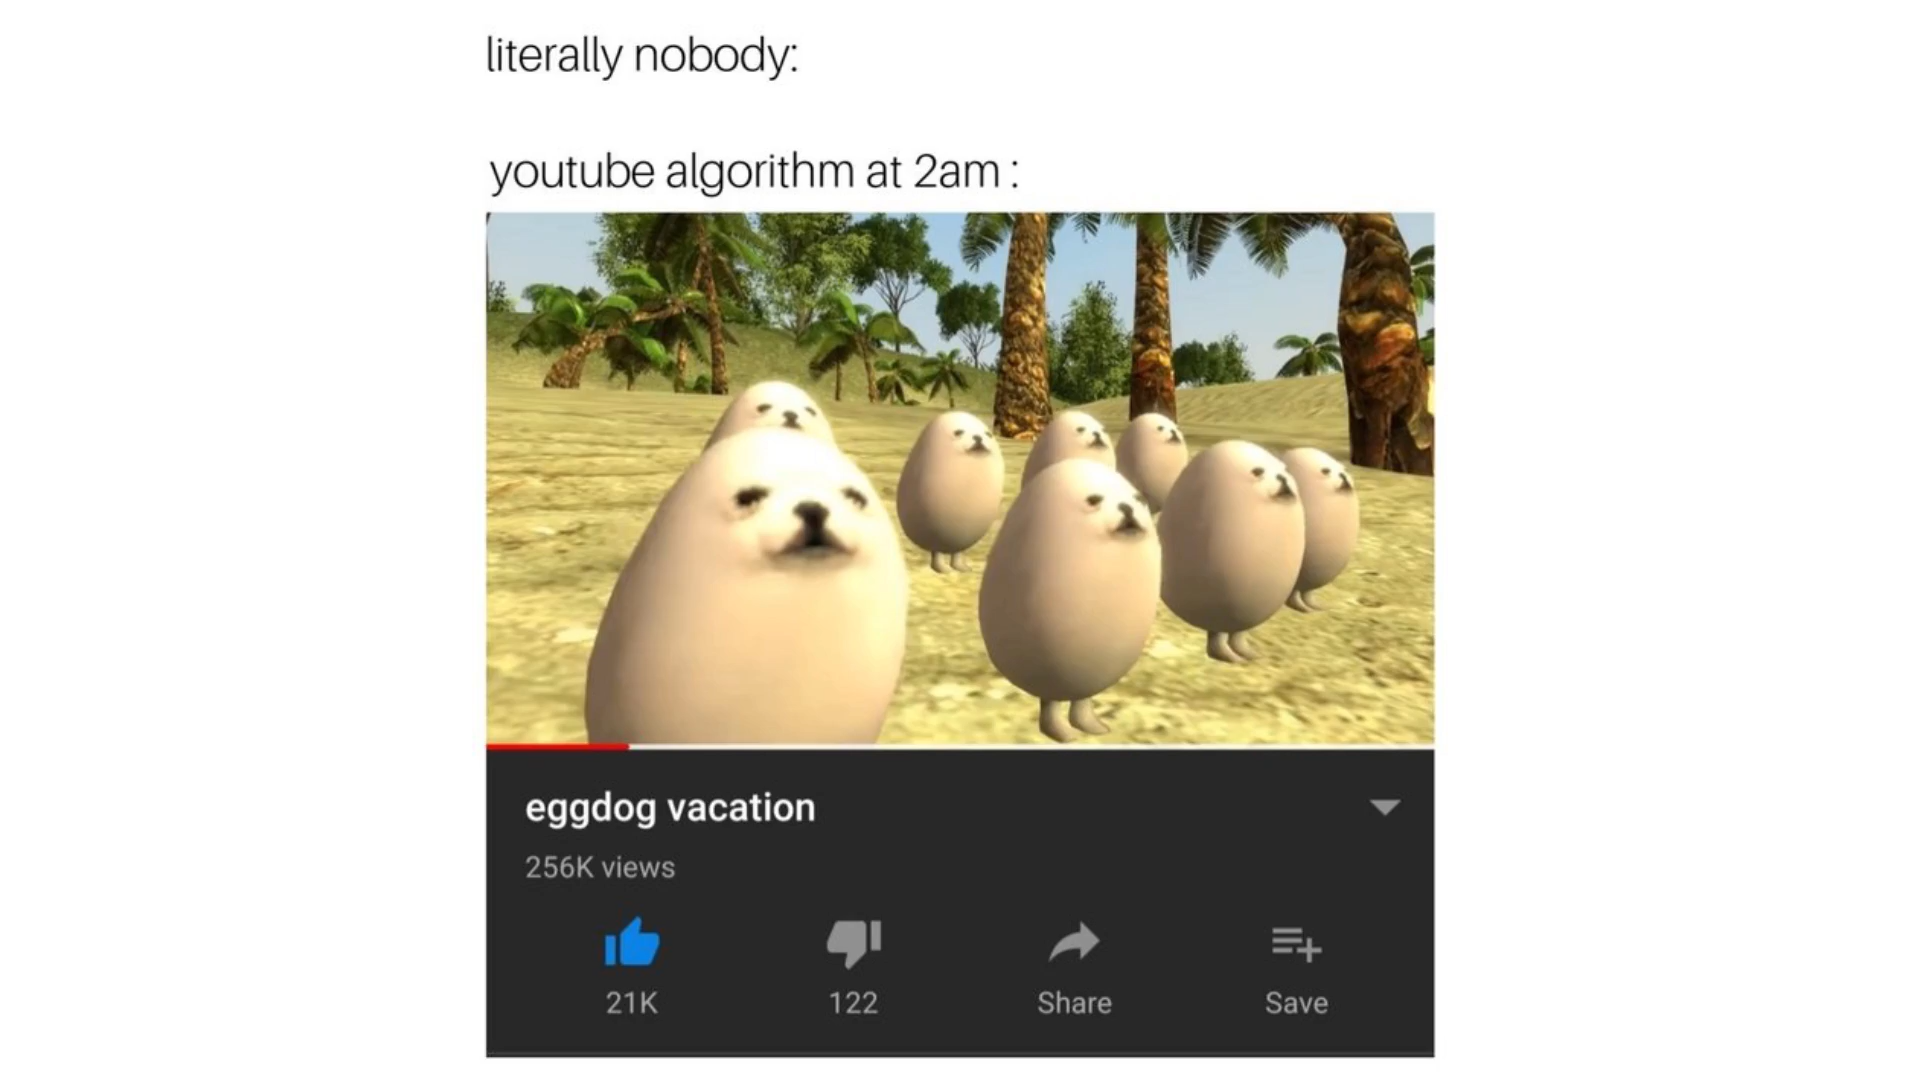 literally nobody:
youtube algorithm at 2am :
eggdog vacation
256K views
21K
122
Share
Save